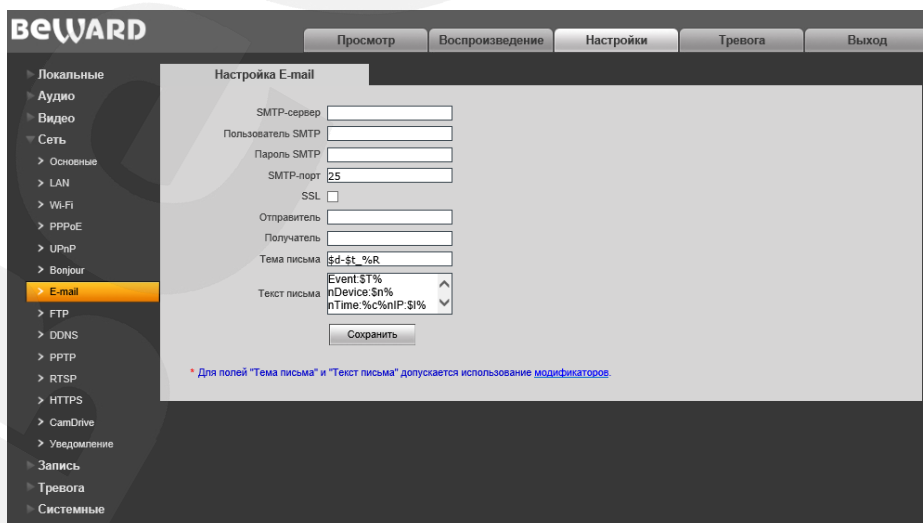 BEWARD
Просмотр
Воспроизведение
Настройки
Тревога
Выход
Локальные
Аудио
Видео
Сеть
Основные
LAN
Wi-Fi
PPPoE
UPnP
Bonjour
E-mail
FTP
DDNS
PPTP
RTSP
HTTPS
CamDrive
Уведомление
Запись
Тревога
Системные
Настройка E-mail
SMTP-сервер
Пользователь SMTP
Пароль SMTP
SMTP-порт 25
SSL
Отправитель
Получатель
Тема письма $d-$t_%R
Текст письма
Event:$T%
nDevice:$n%
nTime:%c%nIP:$I%
Сохранить
* Для полей "Тема письма" и "Текст письма" допускается использование модификаторов.